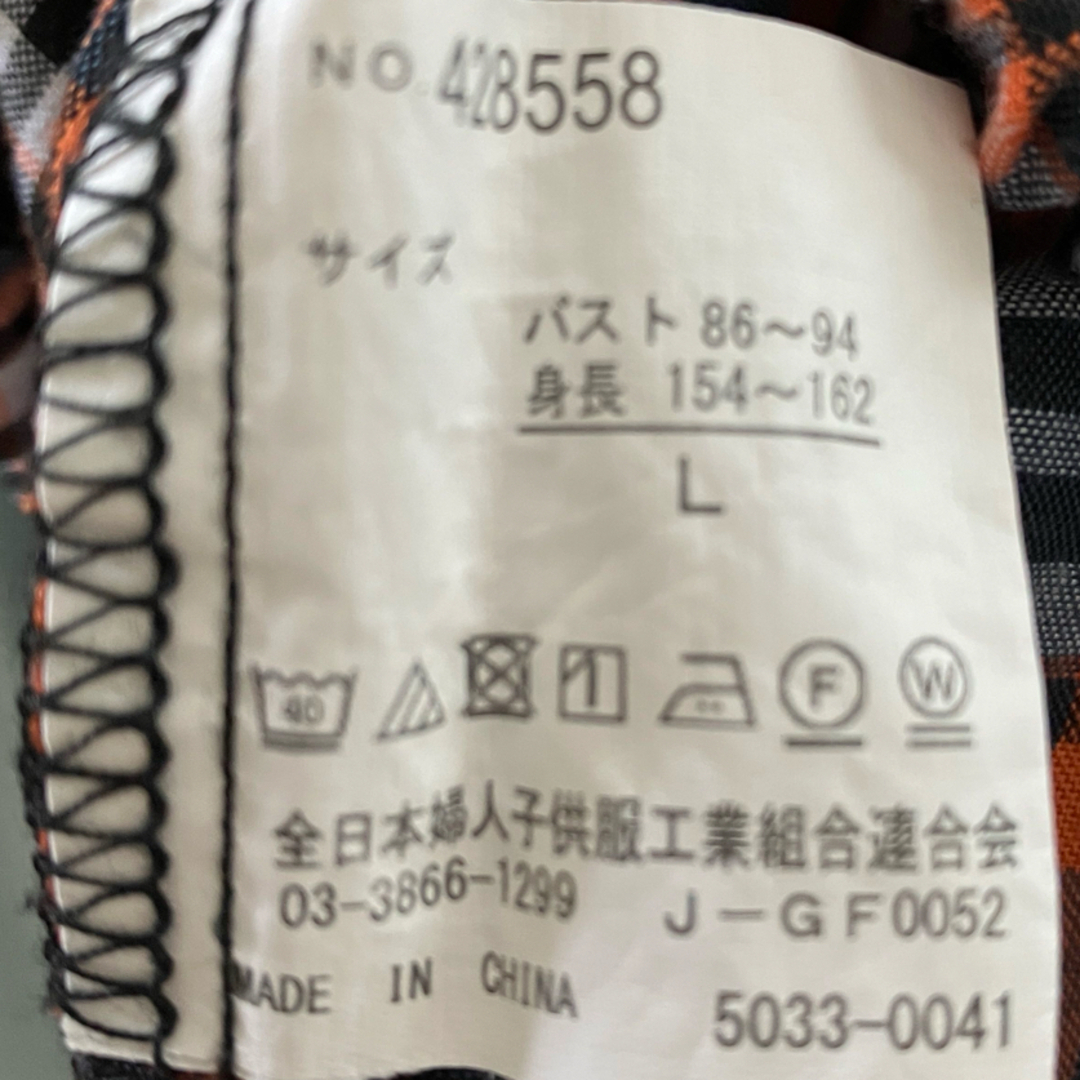 NO.428558
サイズ
バスト 86～94
身長 154～162
L
40
F
W
全日本婦人子供服工業組合連合会
03-3866-1299 J-GF0052
MADE IN CHINA
5033-0041